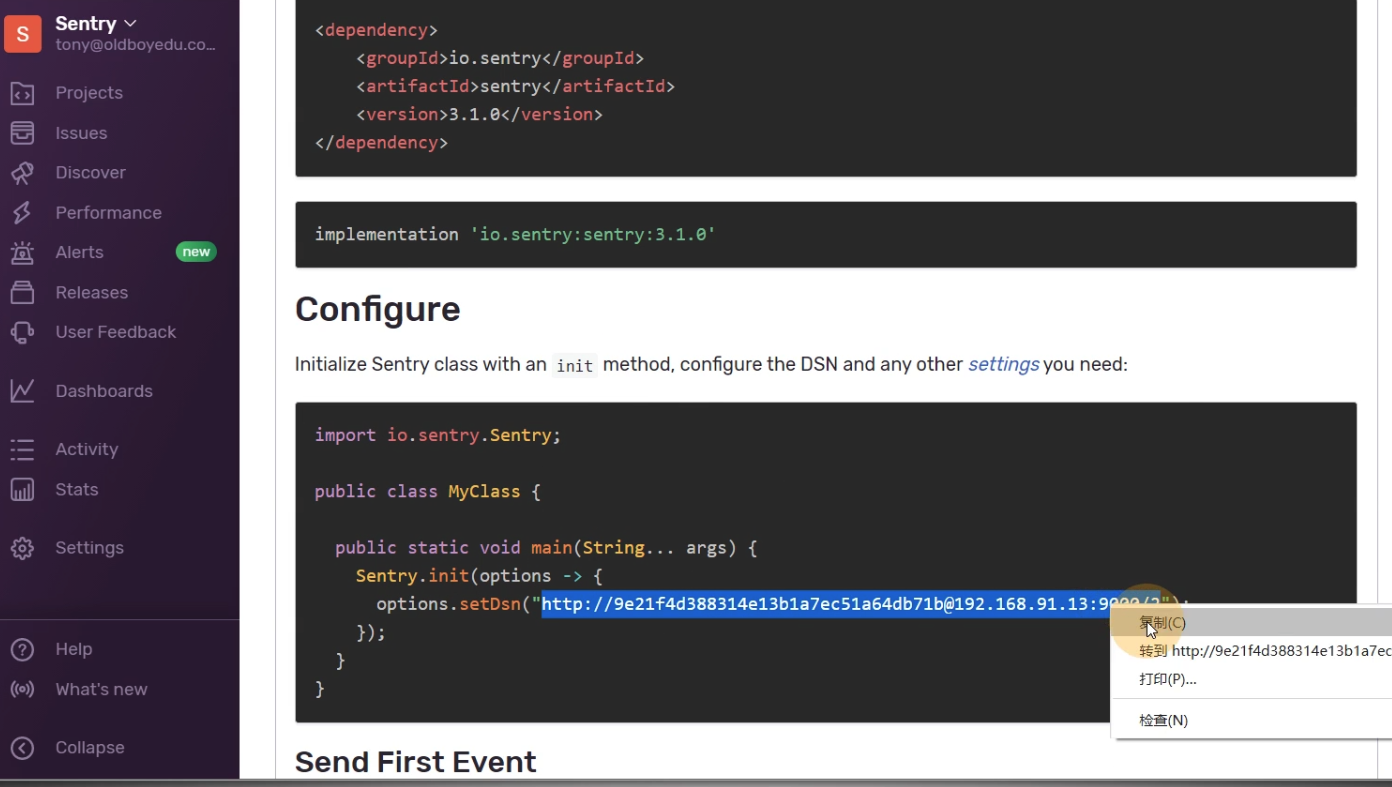 Sentry
tony@oldboyedu.co...
Projects
Issues
Discover
Performance
Alerts
new
Releases
User Feedback
Dashboards
Activity
Stats
Settings
Help
What's new
Collapse
<dependency>
<groupId>io.sentry</groupId>
<artifactId>sentry</artifactId>
<version>3.1.0</version>
</dependency>
implementation 'io.sentry:sentry:3.1.0'
Configure
Initialize Sentry class with an init method, configure the DSN and any other settings you need:
import io.sentry.Sentry;
public class MyClass {
public static void main(String... args) {
Sentry.init(options -> {
options.setDsn("http://9e21f4d388314e13b1a7ec51a64db71b@192.168.91.13:9000/2");
});
}
}
复制(C)
转到 http://9e21f4d388314e13b1a7ec
打印(P)...
检查(N)
Send First Event